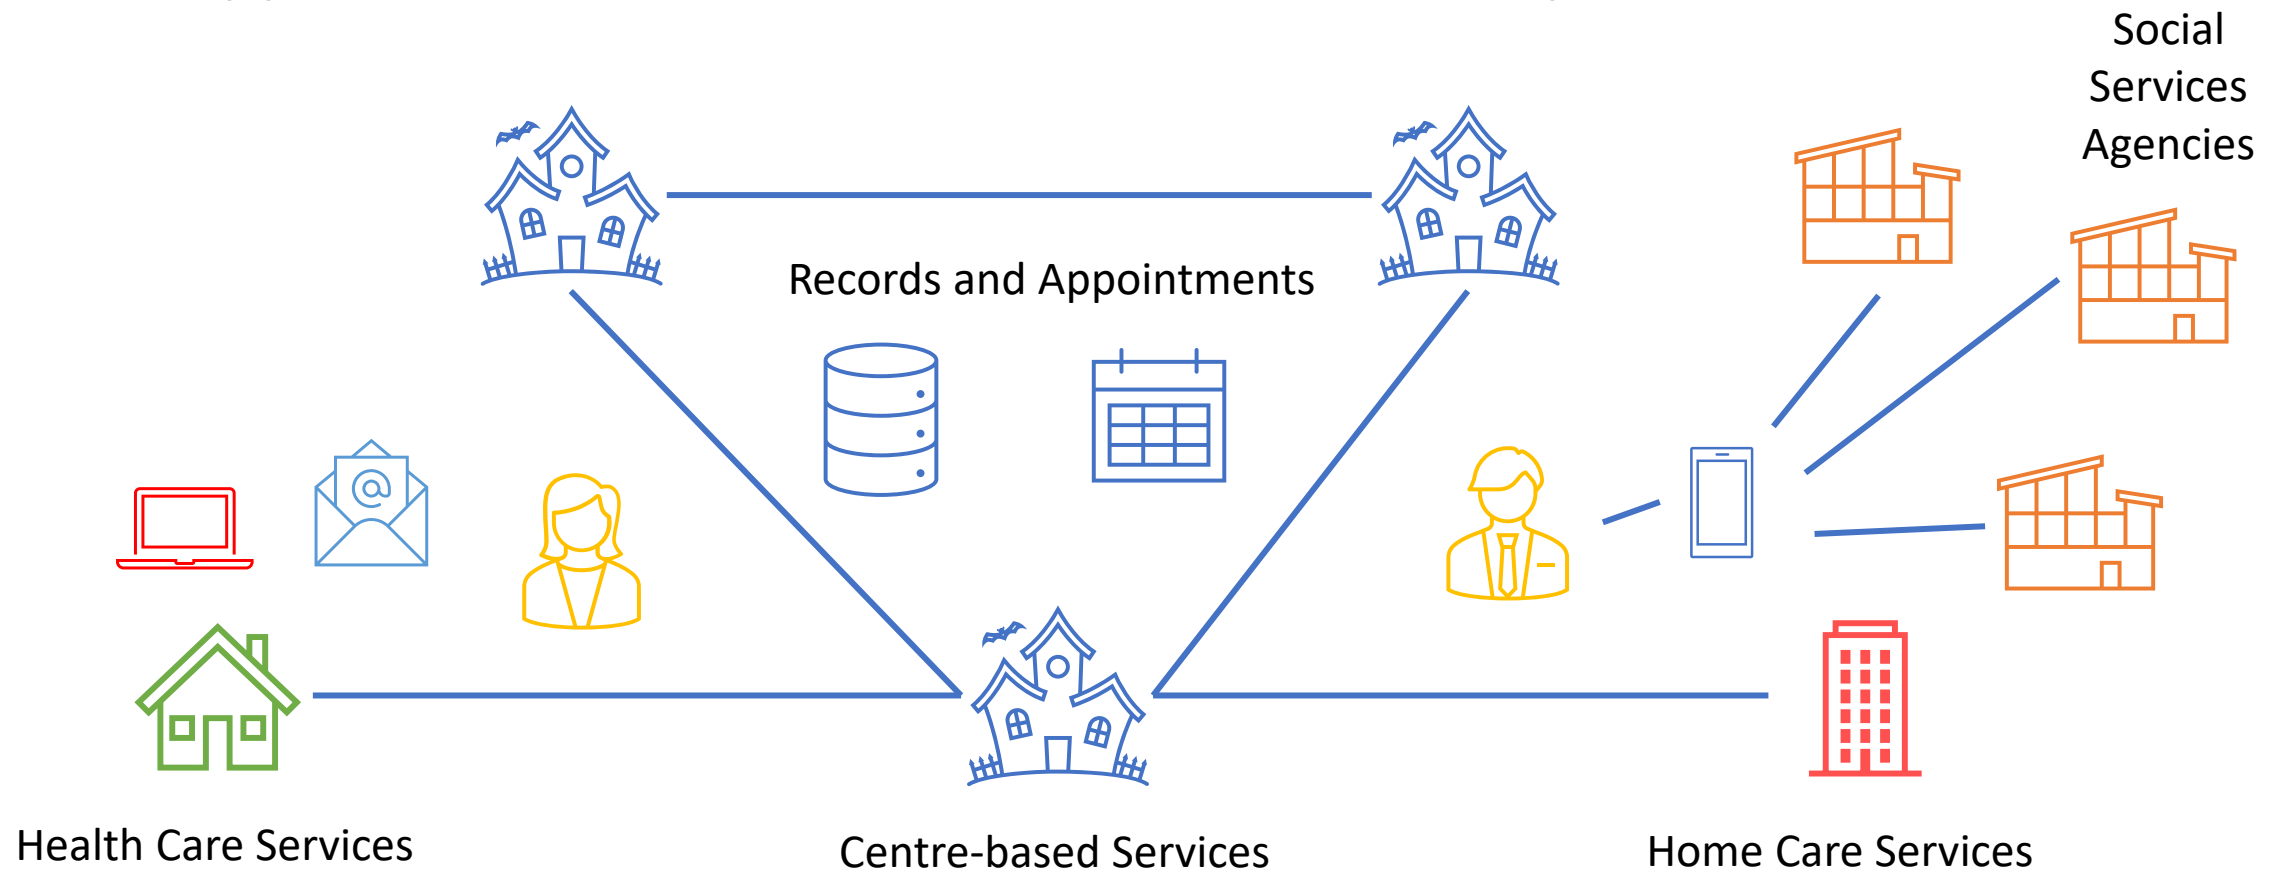 Social
Services
Agencies
Records and Appointments
@
Health Care Services
Centre-based Services
Home Care Services